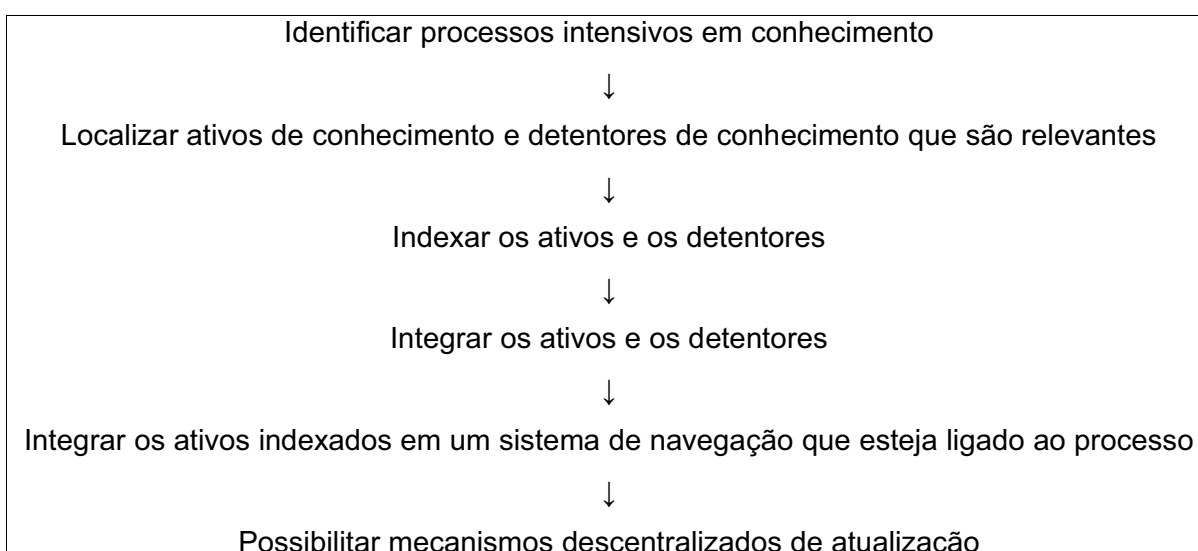 Identificar processos intensivos em conhecimento
↓
Localizar ativos de conhecimento e detentores de conhecimento que são relevantes
↓
Indexar os ativos e os detentores
↓
Integrar os ativos e os detentores
↓
Integrar os ativos indexados em um sistema de navegação que esteja ligado ao processo
↓
Possibilitar mecanismos descentralizados de atualização